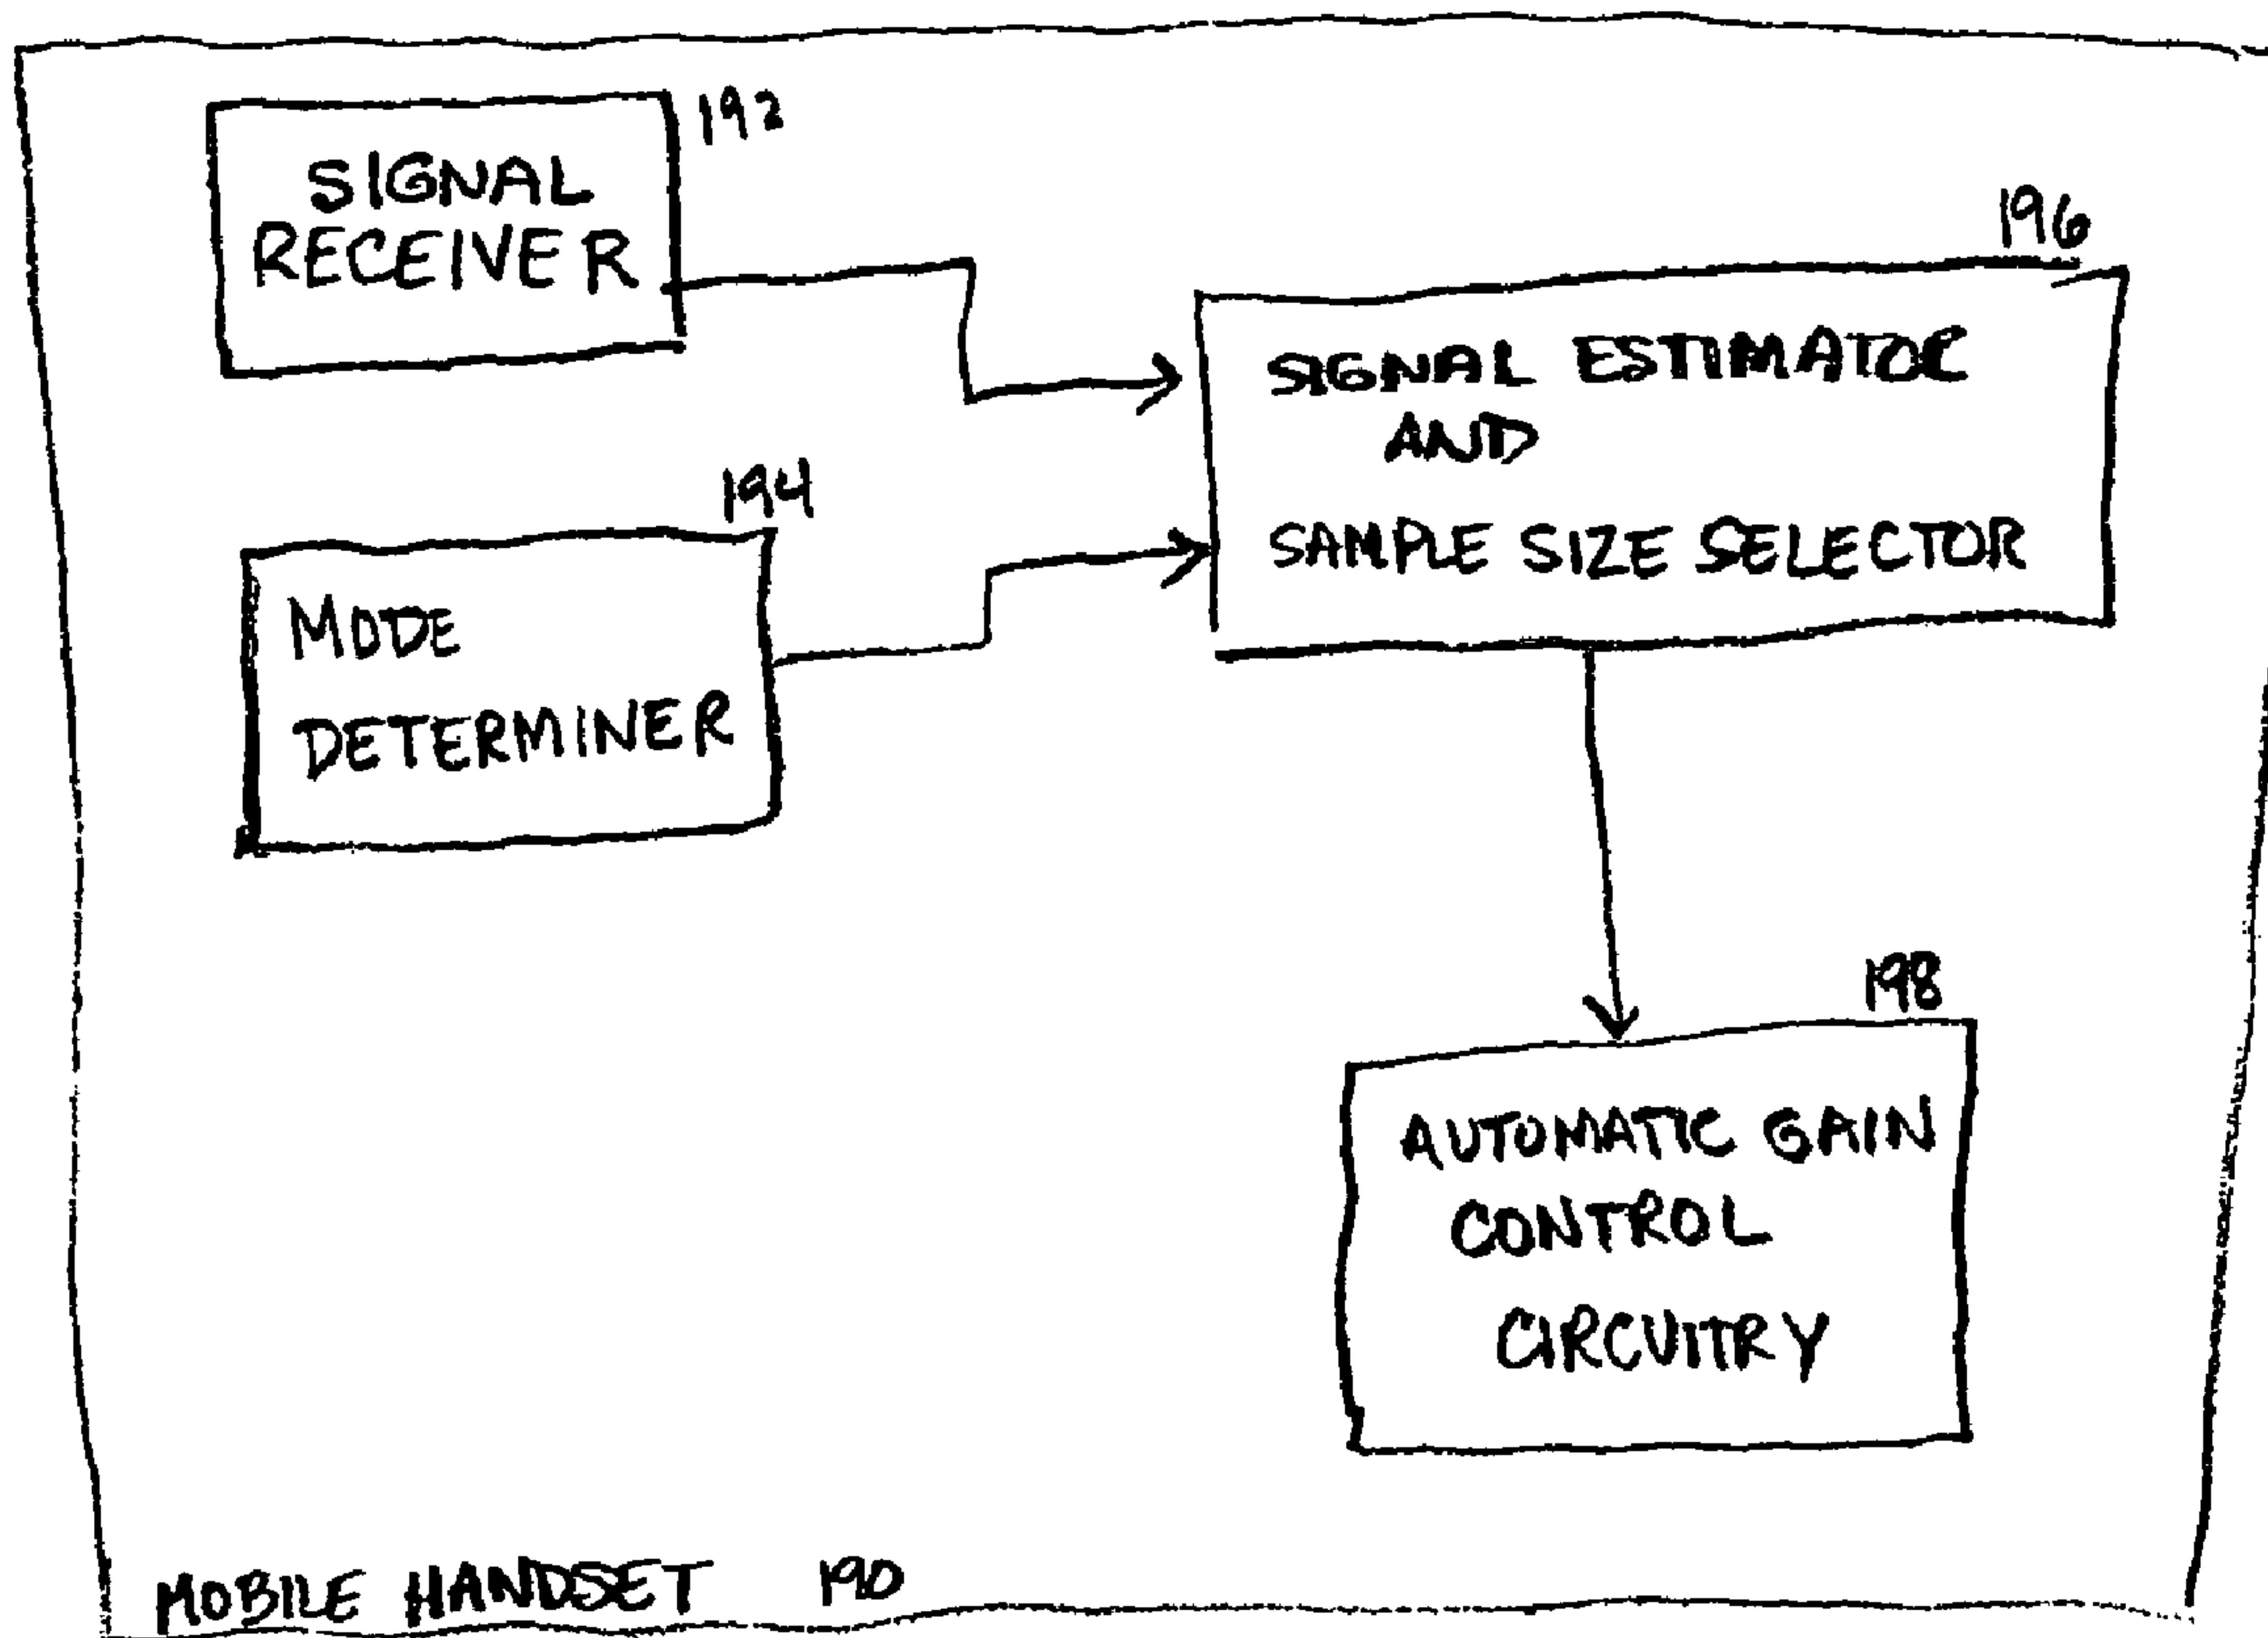 192
SIGNAL
RECEIVER
196
SIGNAL ESTIMATOR
AND
SAMPLE SIZE SELECTOR
194
MODE
DETERMINER
198
AUTOMATIC GAIN
CONTROL
CIRCUITRY
MOBILE HANDSET 190